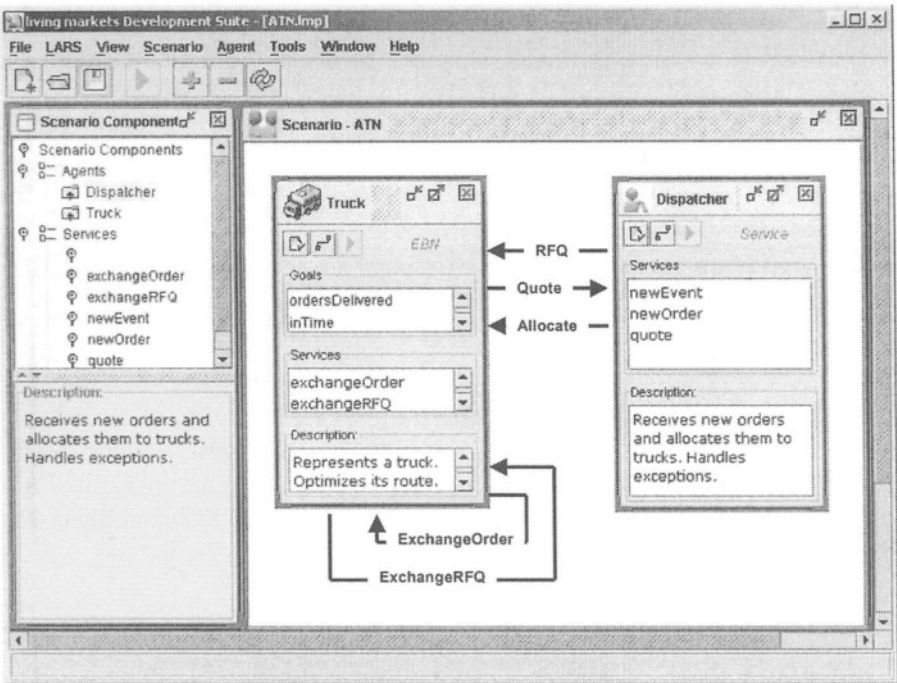 living markets Development Suite - [ATN.lmp]
File LARS View Scenario Agent Tools Window Help
Scenario Component
Scenario Components
Agents
Dispatcher
Truck
Services
exchangeOrder
exchangeRFQ
newEvent
newOrder
quote
Description:
Receives new orders and
allocates them to trucks.
Handles exceptions.
Scenario - ATN
Truck
EBN
Goals
ordersDelivered
inTime
Services
exchangeOrder
exchangeRFQ
Description:
Represents a truck.
Optimizes its route.
RFQ
Quote
Allocate
Dispatcher
Service
Services
newEvent
newOrder
quote
Description:
Receives new orders
and allocates them to
trucks. Handles
exceptions.
ExchangeOrder
ExchangeRFQ